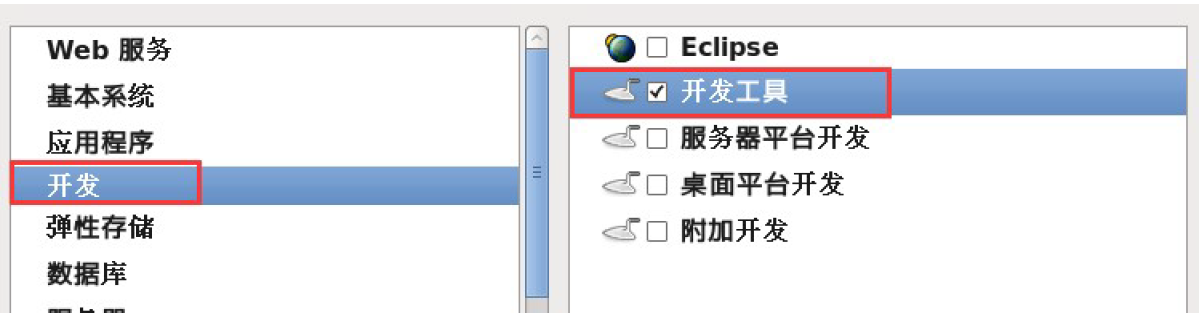 Web 服务
基本系统
应用程序
开发
弹性存储
数据库
Eclipse
开发工具
服务器平台开发
桌面平台开发
附加开发